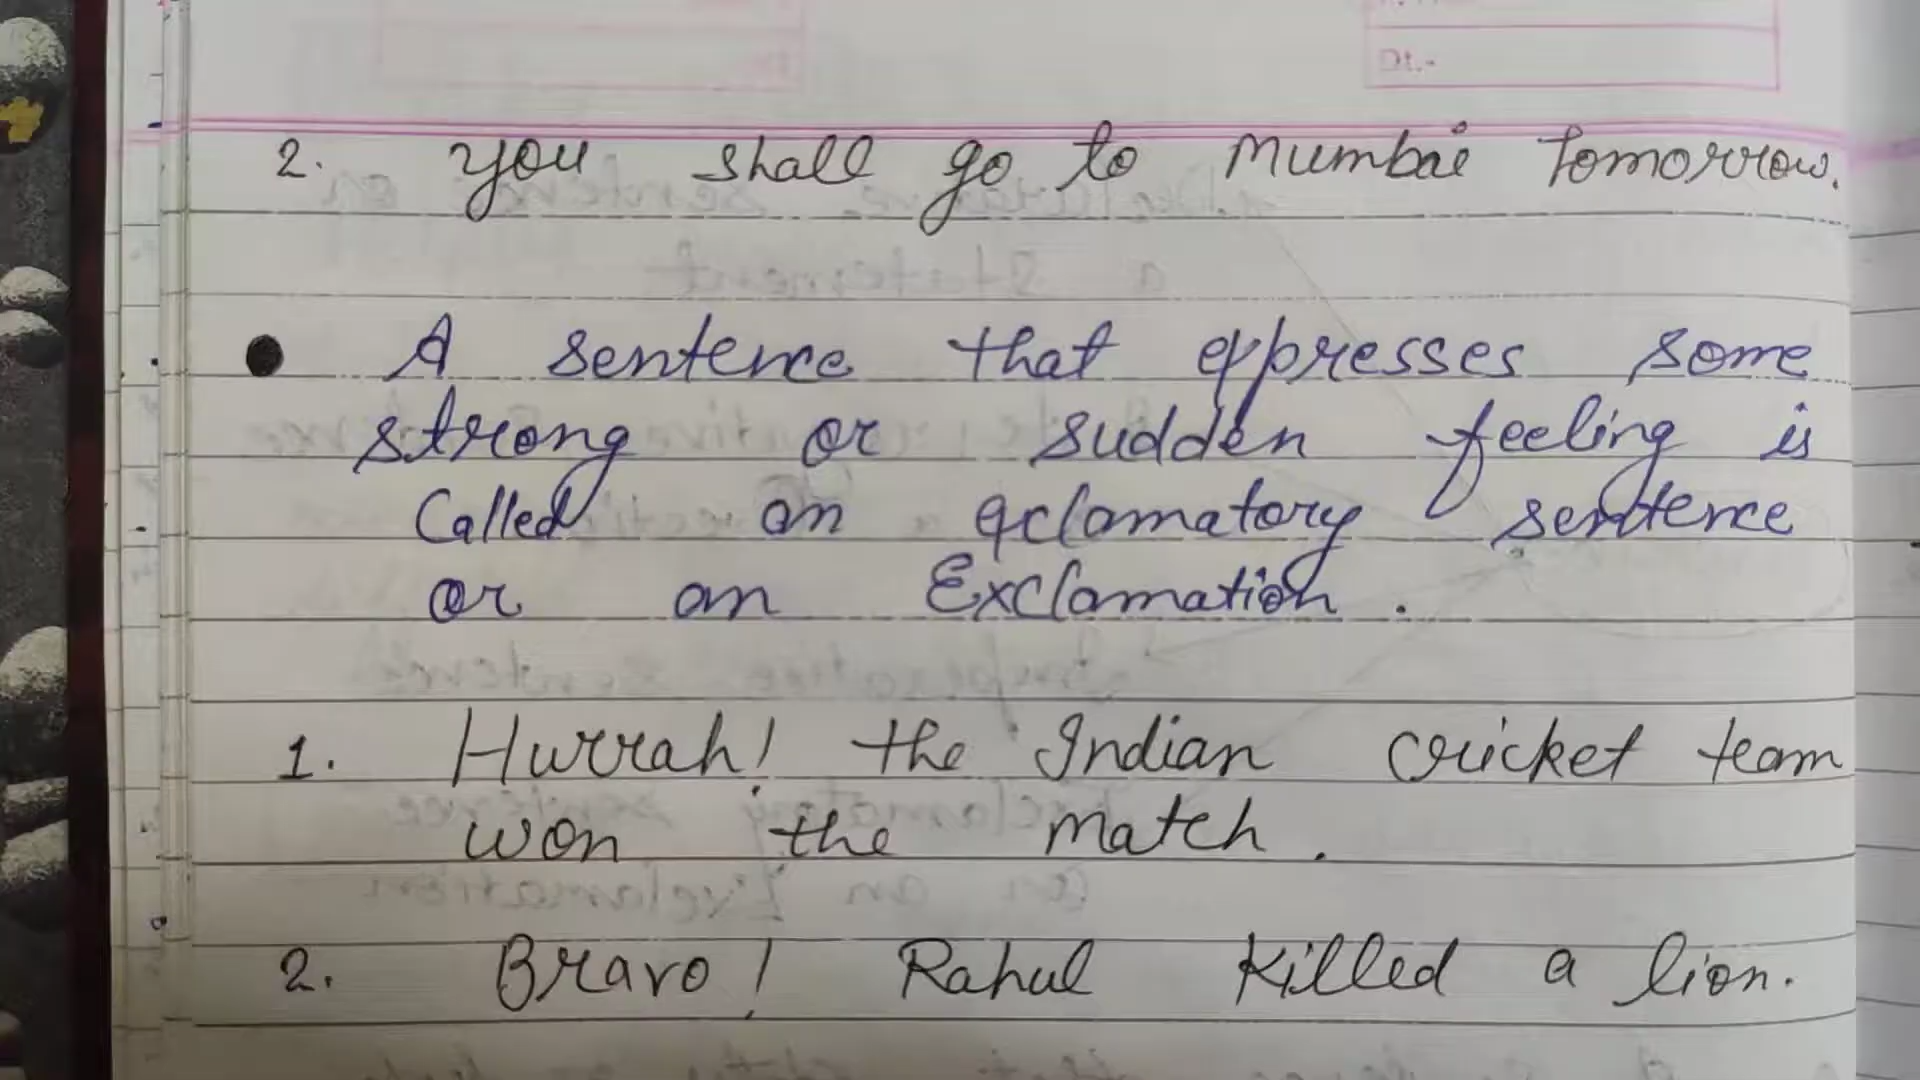 Dt.-
2. you shall go to Mumbai Tomorrow.
● A sentence that expresses some
strong or sudden feeling is
Called an exclamatory sentence
or an Exclamation.
1. Hurrah! the Indian cricket team
won the match.
2. Bravo! Rahul killed a lion.